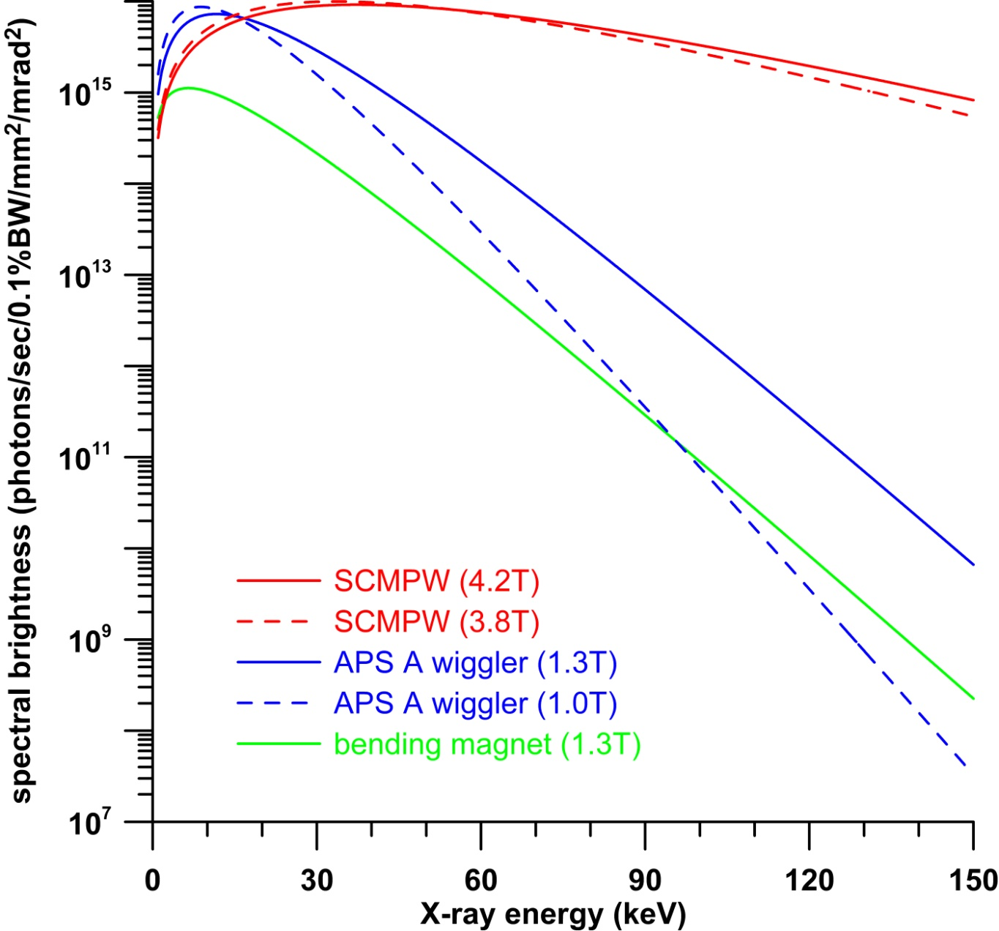 spectral brightness (photons/sec/0.1%BW/mm²/mrad²)
10¹⁵
10¹³
10¹¹
10⁹
10⁷
SCMPW (4.2T)
SCMPW (3.8T)
APS A wiggler (1.3T)
APS A wiggler (1.0T)
bending magnet (1.3T)
0 30 60 90 120 150
X-ray energy (keV)